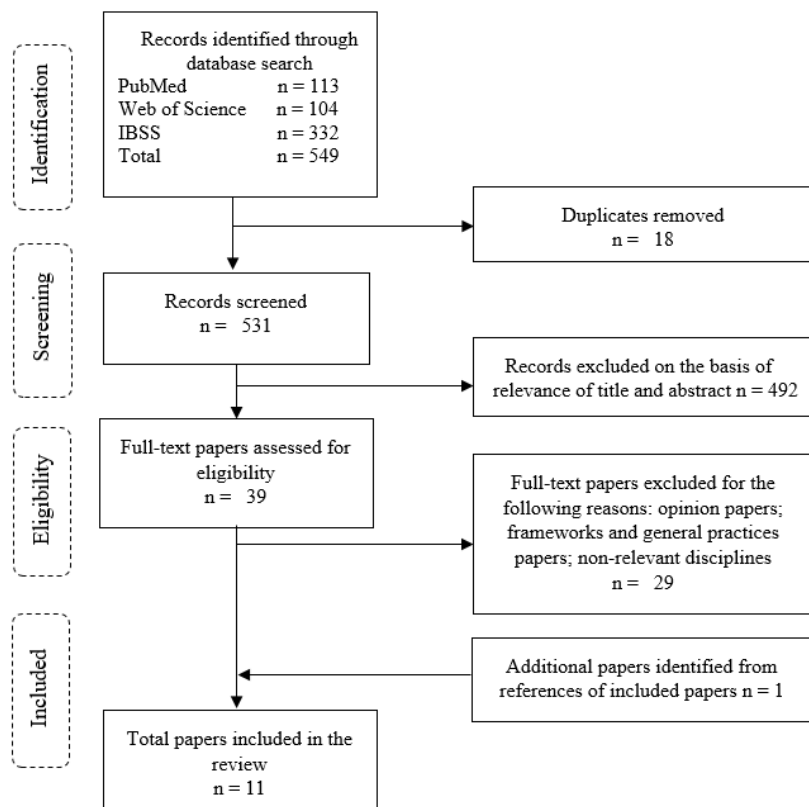 Identification
Records identified through
database search
PubMed n = 113
Web of Science n = 104
IBSS n = 332
Total n = 549
Duplicates removed
n = 18
Screening
Records screened
n = 531
Records excluded on the basis of
relevance of title and abstract n = 492
Eligibility
Full-text papers assessed for
eligibility
n = 39
Full-text papers excluded for the
following reasons: opinion papers;
frameworks and general practices
papers; non-relevant disciplines
n = 29
Included
Additional papers identified from
references of included papers n = 1
Total papers included in the
review
n = 11